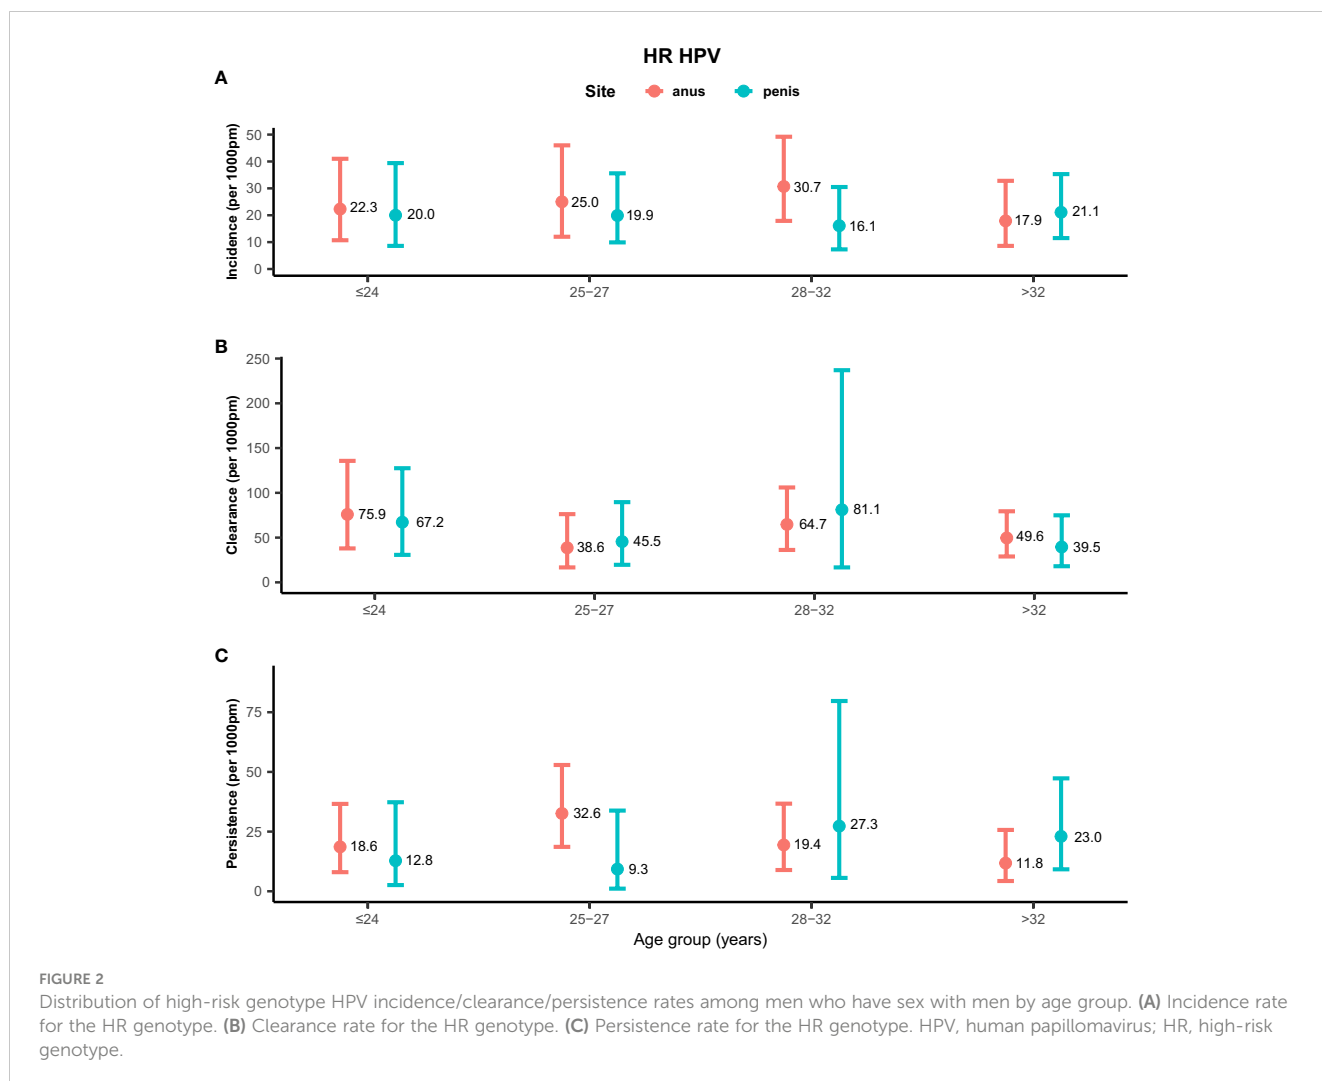 HR HPV
A
Site anus penis
Incidence (per 1000pm)
50
40
30
20
10
0
22.3 20.0 25.0 19.9 30.7 16.1 17.9 21.1
≤24 25−27 28−32 >32
B
Clearance (per 1000pm)
250
200
150
100
50
0
75.9 67.2 38.6 45.5 64.7 81.1 49.6 39.5
≤24 25−27 28−32 >32
C
Persistence (per 1000pm)
75
50
25
0
18.6 12.8 32.6 9.3 19.4 27.3 11.8 23.0
≤24 25−27 28−32 >32
Age group (years)
FIGURE 2
Distribution of high-risk genotype HPV incidence/clearance/persistence rates among men who have sex with men by age group. (A) Incidence rate
for the HR genotype. (B) Clearance rate for the HR genotype. (C) Persistence rate for the HR genotype. HPV, human papillomavirus; HR, high-risk
genotype.